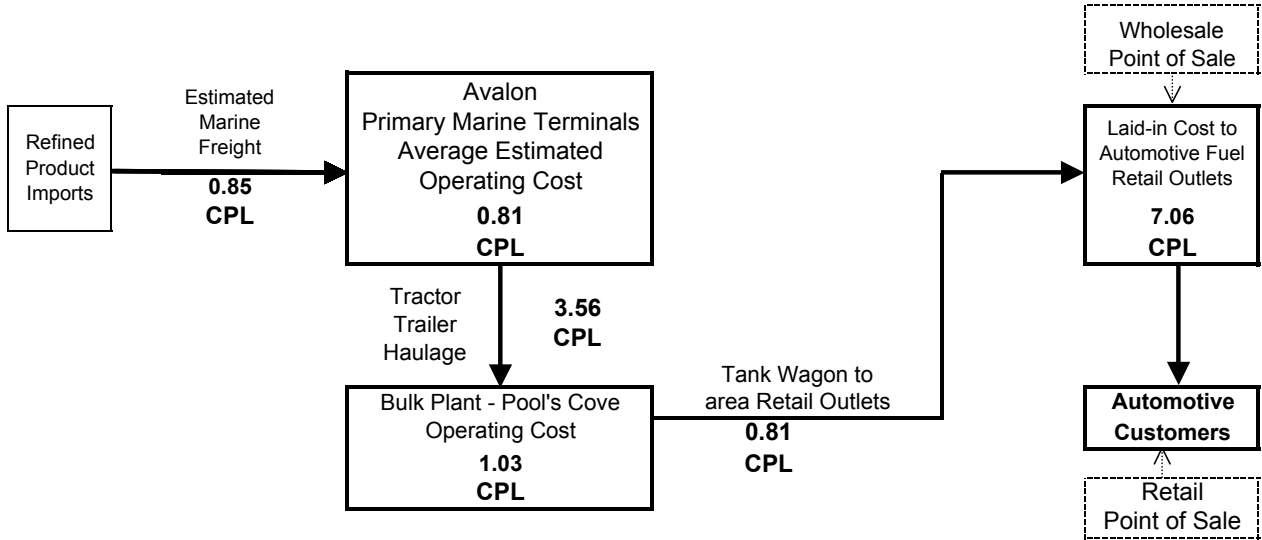 Refined
Product
Imports
Estimated
Marine
Freight
0.85
CPL
Avalon
Primary Marine Terminals
Average Estimated
Operating Cost
0.81
CPL
Tractor
Trailer
Haulage
3.56
CPL
Bulk Plant - Pool's Cove
Operating Cost
1.03
CPL
Tank Wagon to
area Retail Outlets
0.81
CPL
Wholesale
Point of Sale
Laid-in Cost to
Automotive Fuel
Retail Outlets
7.06
CPL
Automotive
Customers
Retail
Point of Sale